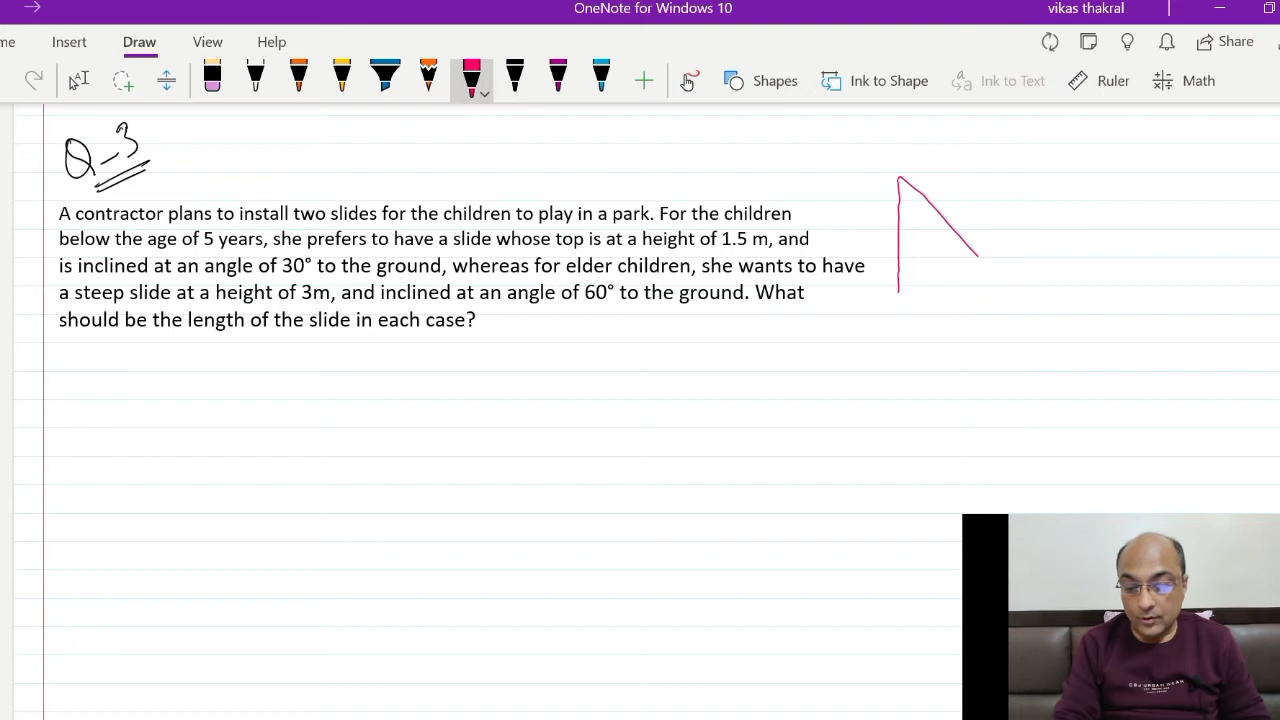 OneNote for Windows 10
vikas thakral
Insert
Draw
View
Help
Share
Shapes
Ink to Shape
Ink to Text
Ruler
Math
Q-3
A contractor plans to install two slides for the children to play in a park. For the children
below the age of 5 years, she prefers to have a slide whose top is at a height of 1.5 m, and
is inclined at an angle of 30° to the ground, whereas for elder children, she wants to have
a steep slide at a height of 3m, and inclined at an angle of 60° to the ground. What
should be the length of the slide in each case?